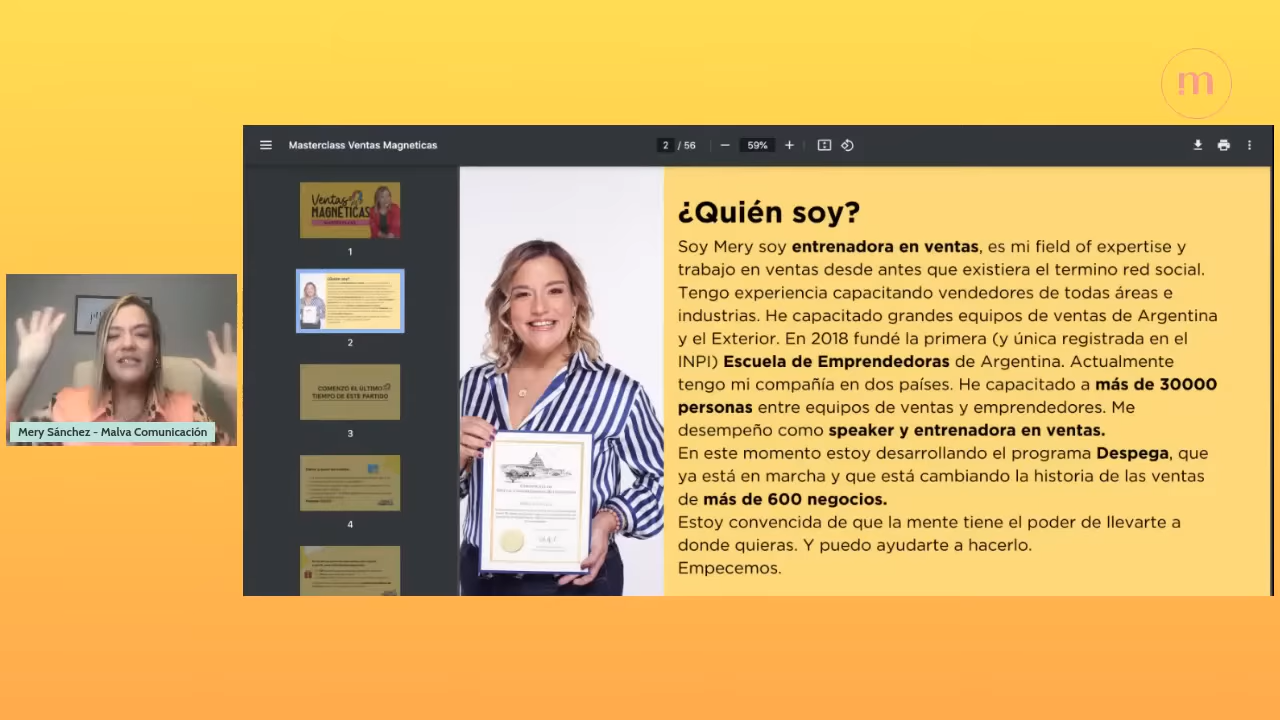 m
Masterclass Ventas Magneticas
2 / 56
59%
Ventas
MAGNÉTICAS
1
2
COMENZÓ EL ÚLTIMO
TIEMPO DE ESTE PARTIDO
3
4
¿Quién soy?
Soy Mery soy entrenadora en ventas, es mi field of expertise y
trabajo en ventas desde antes que existiera el termino red social.
Tengo experiencia capacitando vendedores de todas áreas e
industrias. He capacitado grandes equipos de ventas de Argentina
y el Exterior. En 2018 fundé la primera (y única registrada en el
INPI) Escuela de Emprendedoras de Argentina. Actualmente
tengo mi compañía en dos países. He capacitado a más de 30000
personas entre equipos de ventas y emprendedores. Me
desempeño como speaker y entrenadora en ventas.
En este momento estoy desarrollando el programa Despega, que
ya está en marcha y que está cambiando la historia de las ventas
de más de 600 negocios.
Estoy convencida de que la mente tiene el poder de llevarte a
donde quieras. Y puedo ayudarte a hacerlo.
Empecemos.
Mery Sánchez - Malva Comunicación